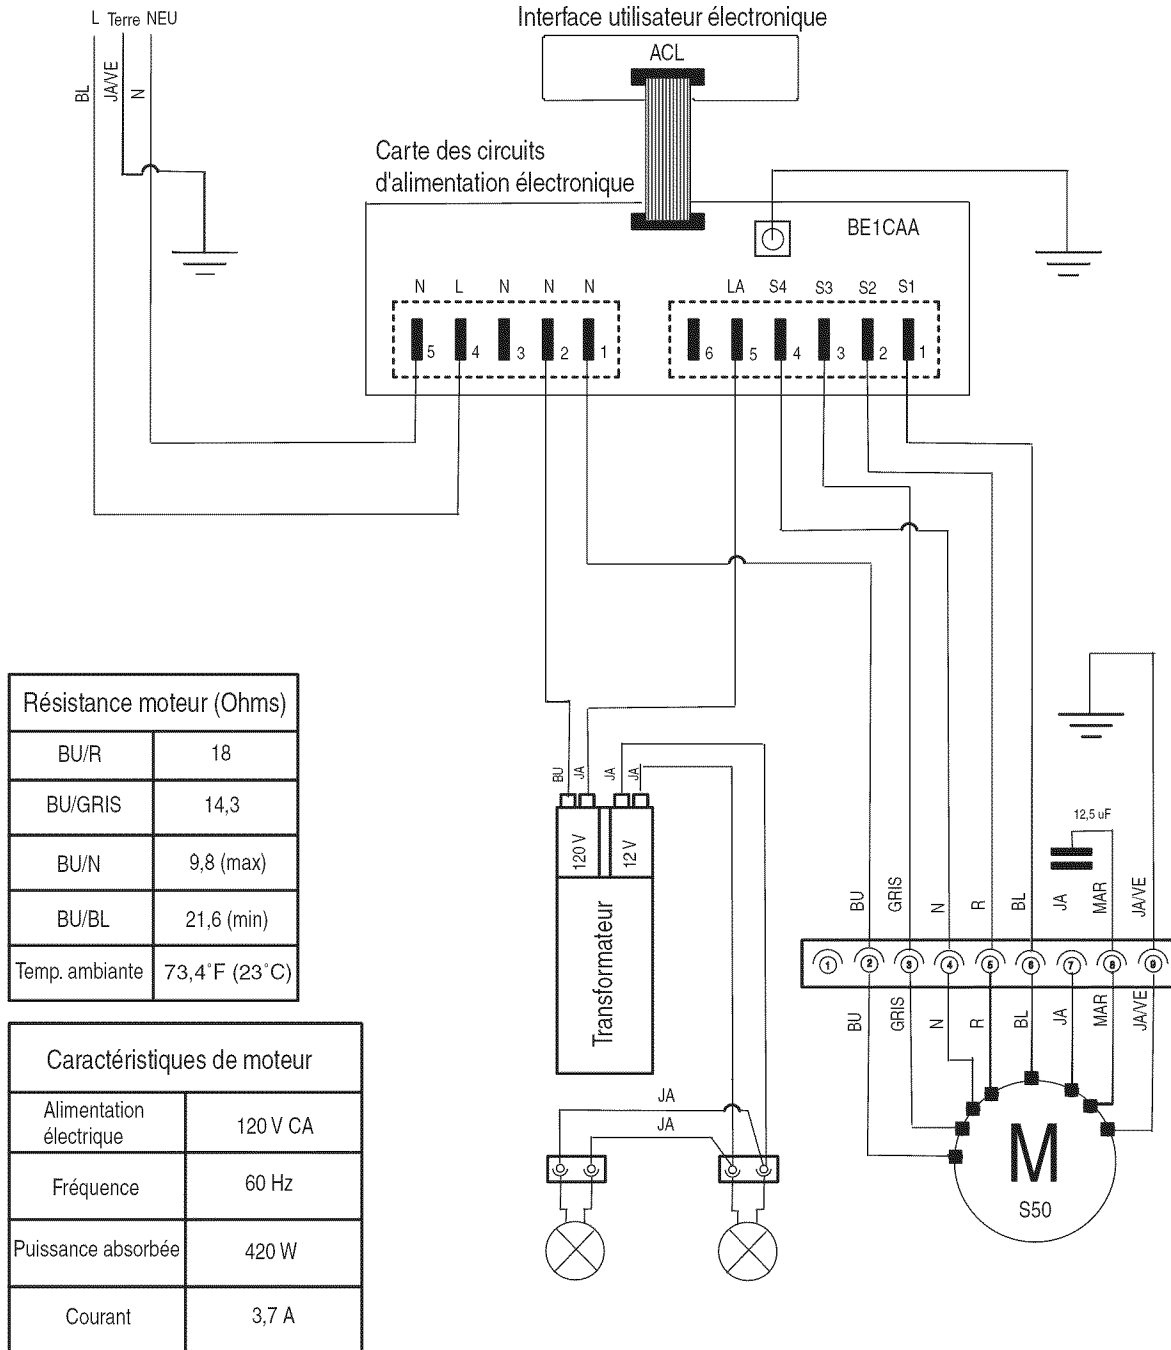 L Terre NEU
BL
JA/VE
N
Interface utilisateur électronique
ACL
Carte des circuits
d'alimentation électronique
BE1CAA
N L N N N
5 4 3 2 1
LA S4 S3 S2 S1
6 5 4 3 2 1
Résistance moteur (Ohms)
BU/R 18
BU/GRIS 14,3
BU/N 9,8 (max)
BU/BL 21,6 (min)
Temp. ambiante 73,4°F (23°C)
Caractéristiques de moteur
Alimentation
électrique
120 V CA
Fréquence 60 Hz
Puissance absorbée 420 W
Courant 3,7 A
BU JA JA JA
120 V 12 V
Transformateur
JA
JA
12,5 uF
BU GRIS N R BL JA MAR JA/VE
1 2 3 4 5 6 7 8 9
BU GRIS N R BL JA MAR JA/VE
M
S50